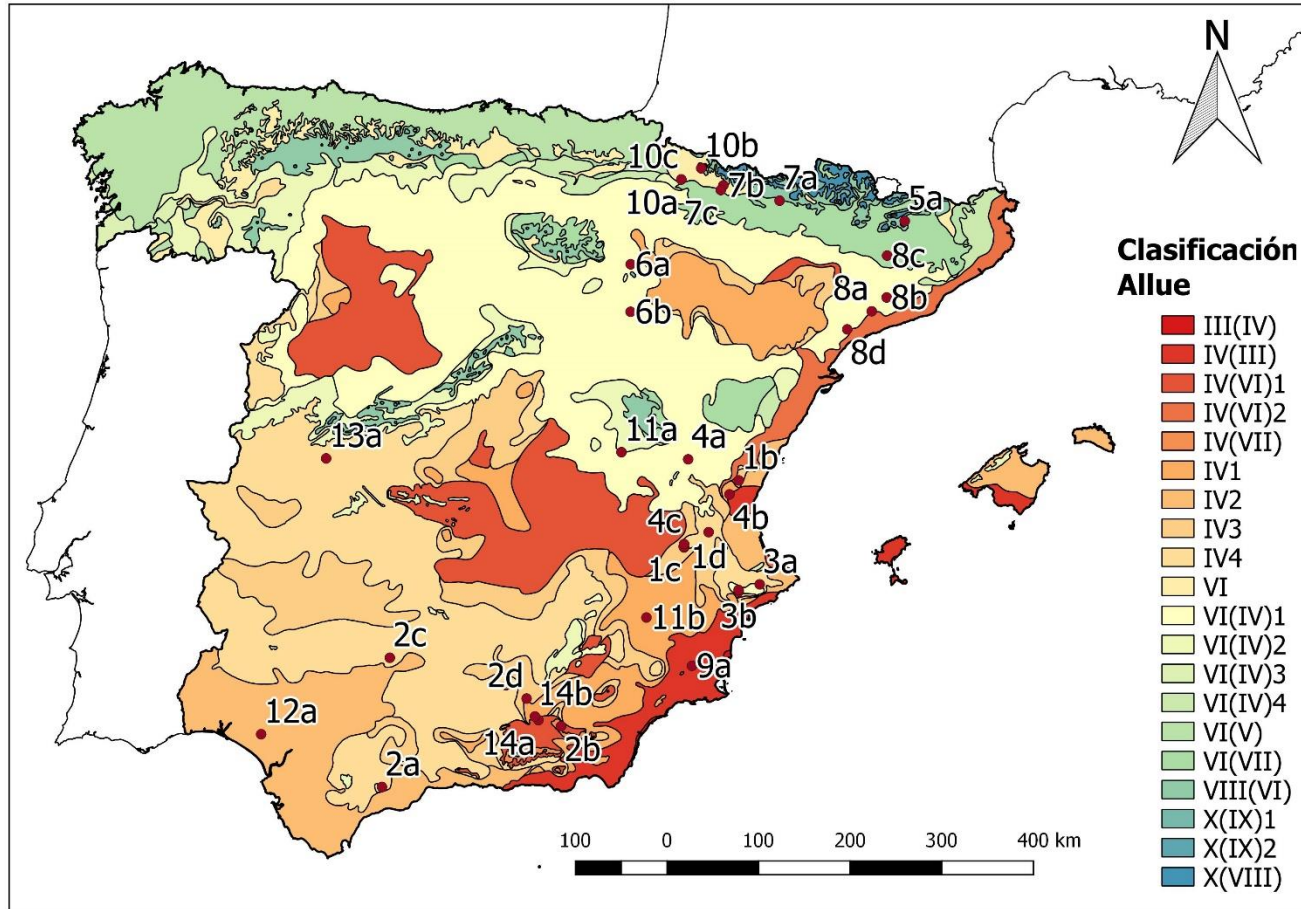 N
10b
10c
7b
7a
5a
10a
7c
8c
6a
8a
8b
6b
8d
13a
11a
4a
1b
4b
4c
1d
1c
3a
3b
11b
2c
9a
2d
14b
12a
14a
2b
2a
Clasificación
Allue
III(IV)
IV(III)
IV(VI)1
IV(VI)2
IV(VII)
IV1
IV2
IV3
IV4
VI
VI(IV)1
VI(IV)2
VI(IV)3
VI(IV)4
VI(V)
VI(VII)
VIII(VI)
X(IX)1
X(IX)2
X(VIII)
100 0 100 200 300 400 km